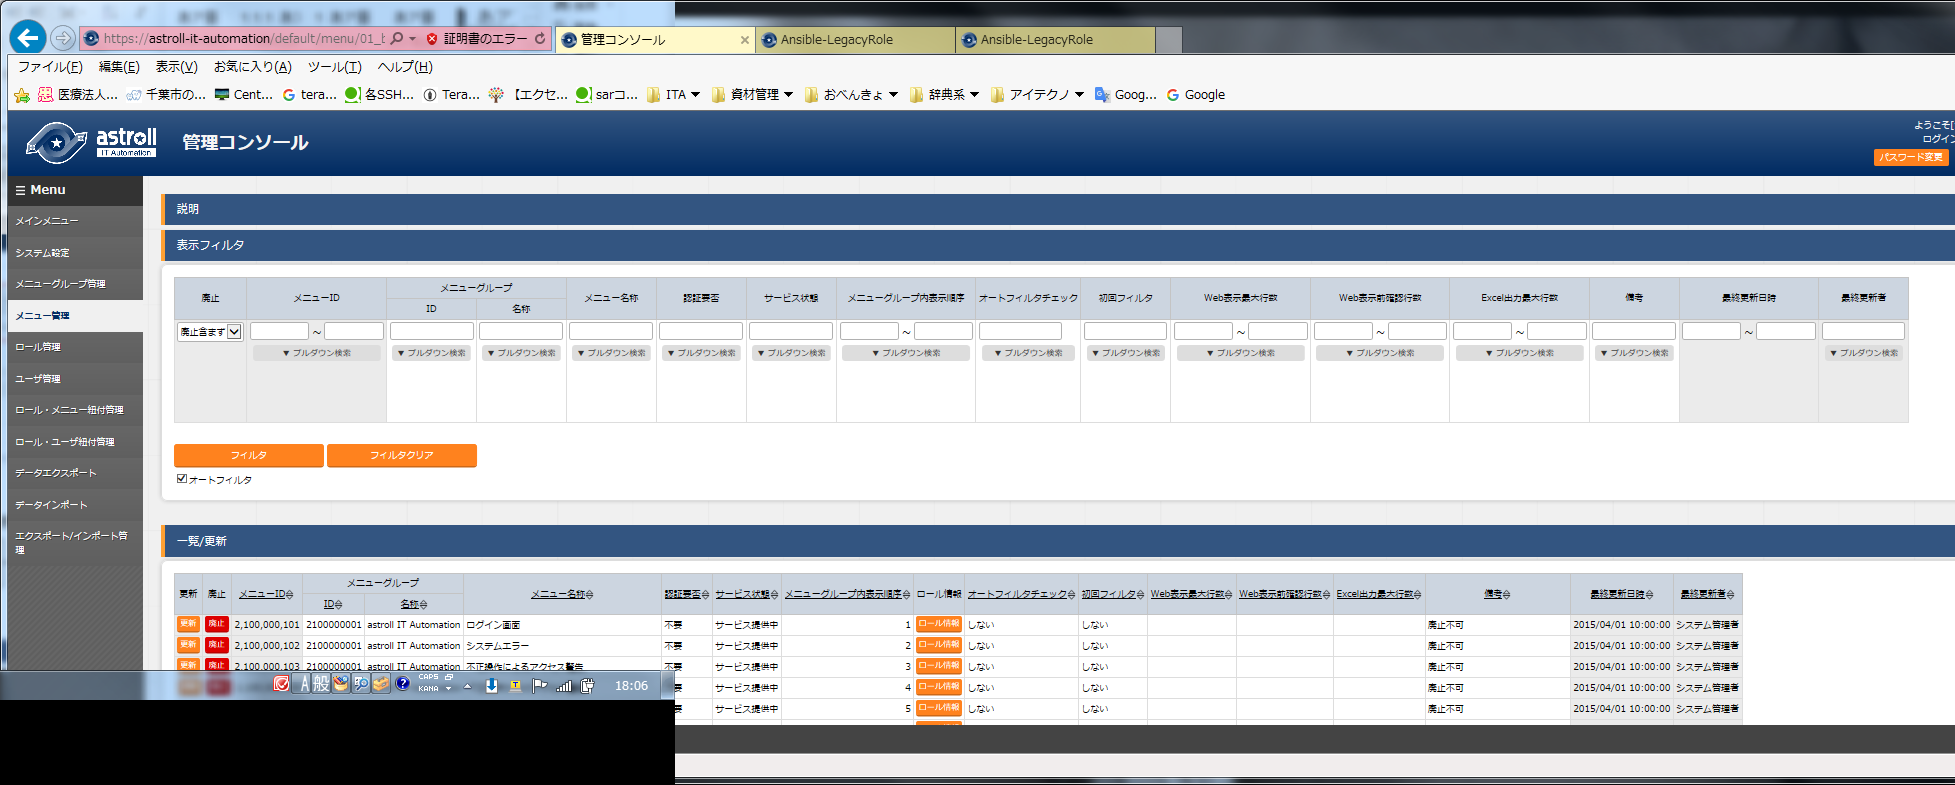 https://astroll-it-automation/default/menu/01_b
証明書のエラー
管理コンソール
Ansible-LegacyRole
Ansible-LegacyRole
ファイル(F) 編集(E) 表示(V) お気に入り(A) ツール(T) ヘルプ(H)
医療法人... 千葉市の... Cent... tera... 各SSH... Tera... 【エクセ... sarコ... ITA 資材管理 おべんきょ 辞典系 アイテクノ Goog... Google
astroll
IT Automation
管理コンソール
ようこそ[
ログイン
パスワード変更
Menu
メインメニュー
システム設定
メニューグループ管理
メニュー管理
ロール管理
ユーザ管理
ロール・メニュー紐付管理
ロール・ユーザ紐付管理
データエクスポート
データインポート
エクスポート/インポート管
理
説明
表示フィルタ
廃止 メニューID メニューグループ メニュー名称 認証要否 サービス状態 メニューグループ内表示順序 オートフィルタチェック 初回フィルタ Web表示最大行数 Web表示前確認行数 Excel出力最大行数 備考 最終更新日時 最終更新者
ID 名称
廃止含まず ~ ~ ~ ~ ~ ~
▼ プルダウン検索 ▼ プルダウン検索 ▼ プルダウン検索 ▼ プルダウン検索 ▼ プルダウン検索 ▼ プルダウン検索 ▼ プルダウン検索 ▼ プルダウン検索 ▼ プルダウン検索 ▼ プルダウン検索 ▼ プルダウン検索 ▼ プルダウン検索 ▼ プルダウン検索 ▼ プルダウン検索
フィルタ フィルタクリア
オートフィルタ
一覧/更新
更新 廃止 メニューID メニューグループ メニュー名称 認証要否 サービス状態 メニューグループ内表示順序 ロール情報 オートフィルタチェック 初回フィルタ Web表示最大行数 Web表示前確認行数 Excel出力最大行数 備考 最終更新日時 最終更新者
ID 名称
更新 廃止 2,100,000,101 2100000001 astroll IT Automation ログイン画面 不要 サービス提供中 1 ロール情報 しない しない 廃止不可 2015/04/01 10:00:00 システム管理者
更新 廃止 2,100,000,102 2100000001 astroll IT Automation システムエラー 不要 サービス提供中 2 ロール情報 しない しない 廃止不可 2015/04/01 10:00:00 システム管理者
更新 廃止 2,100,000,103 2100000001 astroll IT Automation 不正操作によるアクセス警告 不要 サービス提供中 3 ロール情報 しない しない 廃止不可 2015/04/01 10:00:00 システム管理者
要 サービス提供中 4 ロール情報 しない しない 廃止不可 2015/04/01 10:00:00 システム管理者
要 サービス提供中 5 ロール情報 しない しない 廃止不可 2015/04/01 10:00:00 システム管理者
A 般 CAPS KANA 18:06